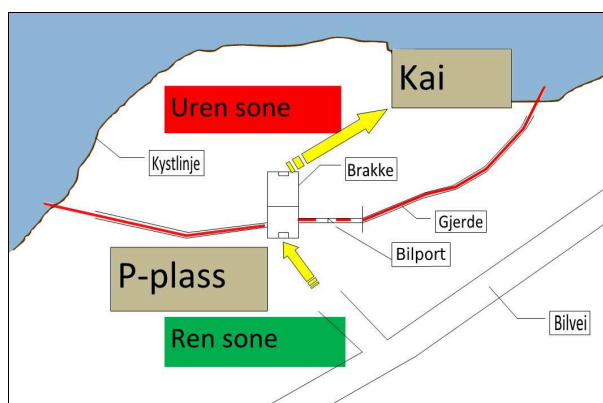 Kai
Uren sone
Kystlinje
Brakke
Gjerde
Bilport
P-plass
Bilvei
Ren sone